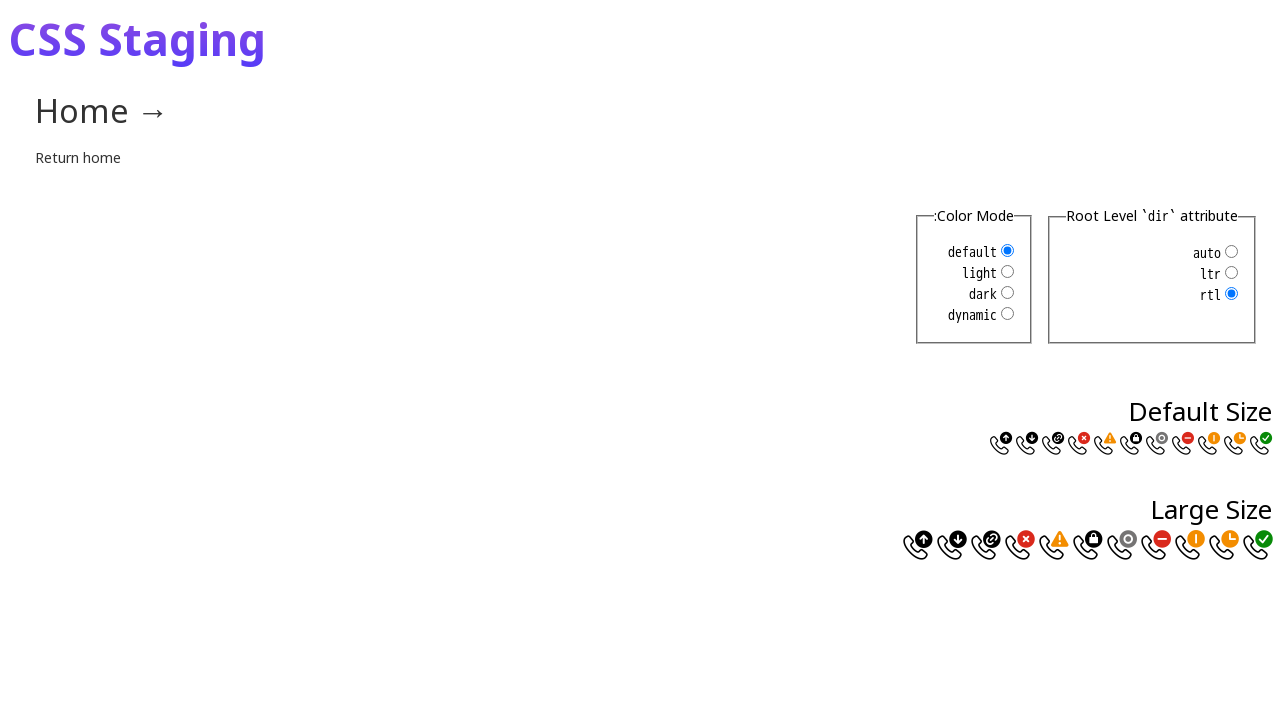 CSS Staging
Home →
Return home
Root Level `dir` attribute
auto
ltr
rtl
:Color Mode
default
light
dark
dynamic
Default Size
Large Size